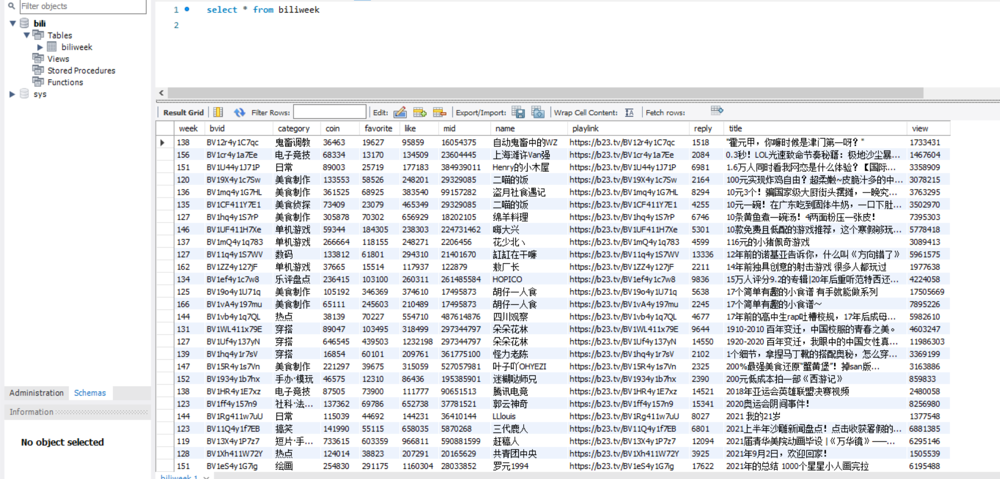 Filter objects
bili
Tables
biliweek
Views
Stored Procedures
Functions
sys
Administration Schemas
Information
No object selected
1 select * from biliweek
2
Result Grid Filter Rows: Edit: Export/Import: Wrap Cell Content: Fetch rows:
week bvid category coin favorite like mid name playlink reply title view
138 BV12r4y1C7qc 鬼畜调教 36463 19627 95859 16054375 自动鬼畜中的WZ https://b23.tv/BV12r4y1C7qc 1518 "霍元甲，你嘛时候是津门第一呀？" 1733431
156 BV1cr4y1a7Ee 电子竞技 68334 13170 134509 23604445 上海滩许Van强 https://b23.tv/BV1cr4y1a7Ee 2084 0.3秒！LOL光速致命节奏秘籍：极地沙尘暴... 1467604
151 BV1U44y1J71P 日常 89003 25719 177183 384939011 Henry的小木屋 https://b23.tv/BV1U44y1J71P 6981 1.6万人同时看我网恋是什么体验？【国际... 3358909
120 BV19X4y1c7Sw 美食制作 133553 58526 248201 29329085 二喵的饭 https://b23.tv/BV19X4y1c7Sw 2164 100元实现炸鸡自由？超柔嫩~皮脆汁多的中... 3078215
136 BV1mq4y1G7HL 美食制作 361525 68925 383540 99157282 盗月社食遇记 https://b23.tv/BV1mq4y1G7HL 8294 10元3个！骗国家级大厨街头摆摊，一晚究... 3763295
135 BV1CF411Y7E1 美食侦探 73409 23079 465349 29329085 二喵的饭 https://b23.tv/BV1CF411Y7E1 4255 10元一碗！在广东吃到固体牛奶，一口下肚... 3502970
127 BV1hq4y1S7rP 美食制作 305878 70302 656929 18202105 绵羊料理 https://b23.tv/BV1hq4y1S7rP 6746 10条黄鱼煮一碗汤！4两面粉压一张皮！ 7395303
146 BV1UF411H7Xe 单机游戏 59344 184305 238303 224731462 嗨大兴 https://b23.tv/BV1UF411H7Xe 5301 10款免费且低配的游戏推荐，这个寒假够玩... 5778418
137 BV1mQ4y1q783 单机游戏 266664 118155 248271 2206456 花少北丶 https://b23.tv/BV1mQ4y1q783 4599 116元的小猪佩奇游戏 3089413
127 BV11q4y1S7WV 数码 133812 61801 294310 21401670 缸缸在干嘛 https://b23.tv/BV11q4y1S7WV 13336 12年前的诺基亚告诉你，什么叫《方向错了》 5961575
162 BV1ZZ4y127jF 单机游戏 37665 15514 117937 122879 敖厂长 https://b23.tv/BV1ZZ4y127jF 2211 14年前独具创意的射击游戏 很多人都玩过 1977638
134 BV1ef4y1c7w8 乐评盘点 236415 103100 260311 261485584 HOPICO https://b23.tv/BV1ef4y1c7w8 9836 15万人评分9.2的专辑|20年后重听范特西还... 4224058
125 BV19o4y1U71q 美食制作 105192 346369 374610 17495873 胡仔一人食 https://b23.tv/BV19o4y1U71q 5638 17个简单有趣的小食谱 有手就能做系列 17505669
166 BV1vA4y197mu 美食制作 65111 245603 210489 17495873 胡仔一人食 https://b23.tv/BV1vA4y197mu 2245 17个简单有趣的小食谱～ 7895226
144 BV1vb4y1q7QL 热点 38139 70227 554710 487614876 四川观察 https://b23.tv/BV1vb4y1q7QL 4677 17年前的高中生rap吐槽校规，17年后成母... 5982610
131 BV1WL411x79E 穿搭 89047 103495 318499 297344797 朵朵花林 https://b23.tv/BV1WL411x79E 9644 1910-2010 百年变迁，中国校服的青春之美。 4603247
127 BV1Uf4y137yN 穿搭 646545 439503 1232198 297344797 朵朵花林 https://b23.tv/BV1Uf4y137yN 14550 1920-2020 百年变迁，我眼中的中国女性真... 11986303
139 BV1hq4y1r7sV 穿搭 16854 60101 209761 361775100 怪力老陈 https://b23.tv/BV1hq4y1r7sV 2102 1个细节，拿捏马丁靴的搭配奥秘，怎么穿... 3369199
147 BV15R4y1s7Vn 美食制作 221297 39675 315059 527057981 叶子吖OHYEZI https://b23.tv/BV15R4y1s7Vn 2325 200%最强美食还原"蟹黄堡"！掉san版... 3163886
152 BV1934y1b7hx 手办·模玩 46575 12310 86436 195385901 迷糊哒师兄 https://b23.tv/BV1934y1b7hx 2390 200元低成本拍一部《西游记》 859833
138 BV1HR4y1E7xz 电子竞技 87505 73900 111777 90651513 腾讯电竞 https://b23.tv/BV1HR4y1E7xz 14521 2018年亚运会英雄联盟决赛视频 2480058
123 BV1ff4y157n9 社科·法... 137362 69786 652738 37781521 郭云神奇 https://b23.tv/BV1ff4y157n9 15341 2020奥运会阴间事件！ 8256980
144 BV1Rg411w7uU 日常 115039 44692 144231 36410144 LLlouis https://b23.tv/BV1Rg411w7uU 8027 2021 我的21岁 1377548
123 BV11Q4y1f7EB 搞笑 141990 55115 658035 5870268 三代鹿人 https://b23.tv/BV11Q4y1f7EB 6801 2021上半年沙雕新闻盘点！点击收获暑假的... 6881385
119 BV13X4y1P7z7 短片·手... 733615 603359 966811 590881599 赶稿人 https://b23.tv/BV13X4y1P7z7 12094 2021届清华美院动画毕设 |《万华镜》——... 6295146
128 BV1Xh411W72Y 热点 124014 38823 207291 20165629 共青团中央 https://b23.tv/BV1Xh411W72Y 3925 2021年9月2日，欢迎回家！ 1505539
151 BV1eS4y1G7ig 绘画 254830 291175 1160304 28033852 罗元1994 https://b23.tv/BV1eS4y1G7ig 17622 2021年的总结 1000个星星小人画完拉 6195488
biliweek 1